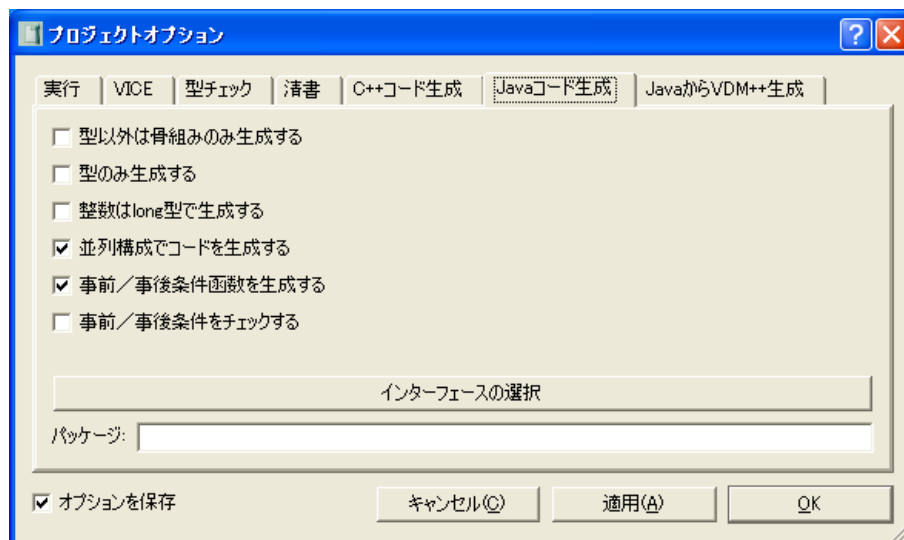 プロジェクトオプション
実行 VICE 型チェック 清書 C++コード生成 Javaコード生成 JavaからVDM++生成
型以外は骨組みのみ生成する
型のみ生成する
整数はlong型で生成する
並列構成でコードを生成する
事前／事後条件函数を生成する
事前／事後条件をチェックする
インターフェースの選択
パッケージ:
オプションを保存 キャンセル(C) 適用(A) OK